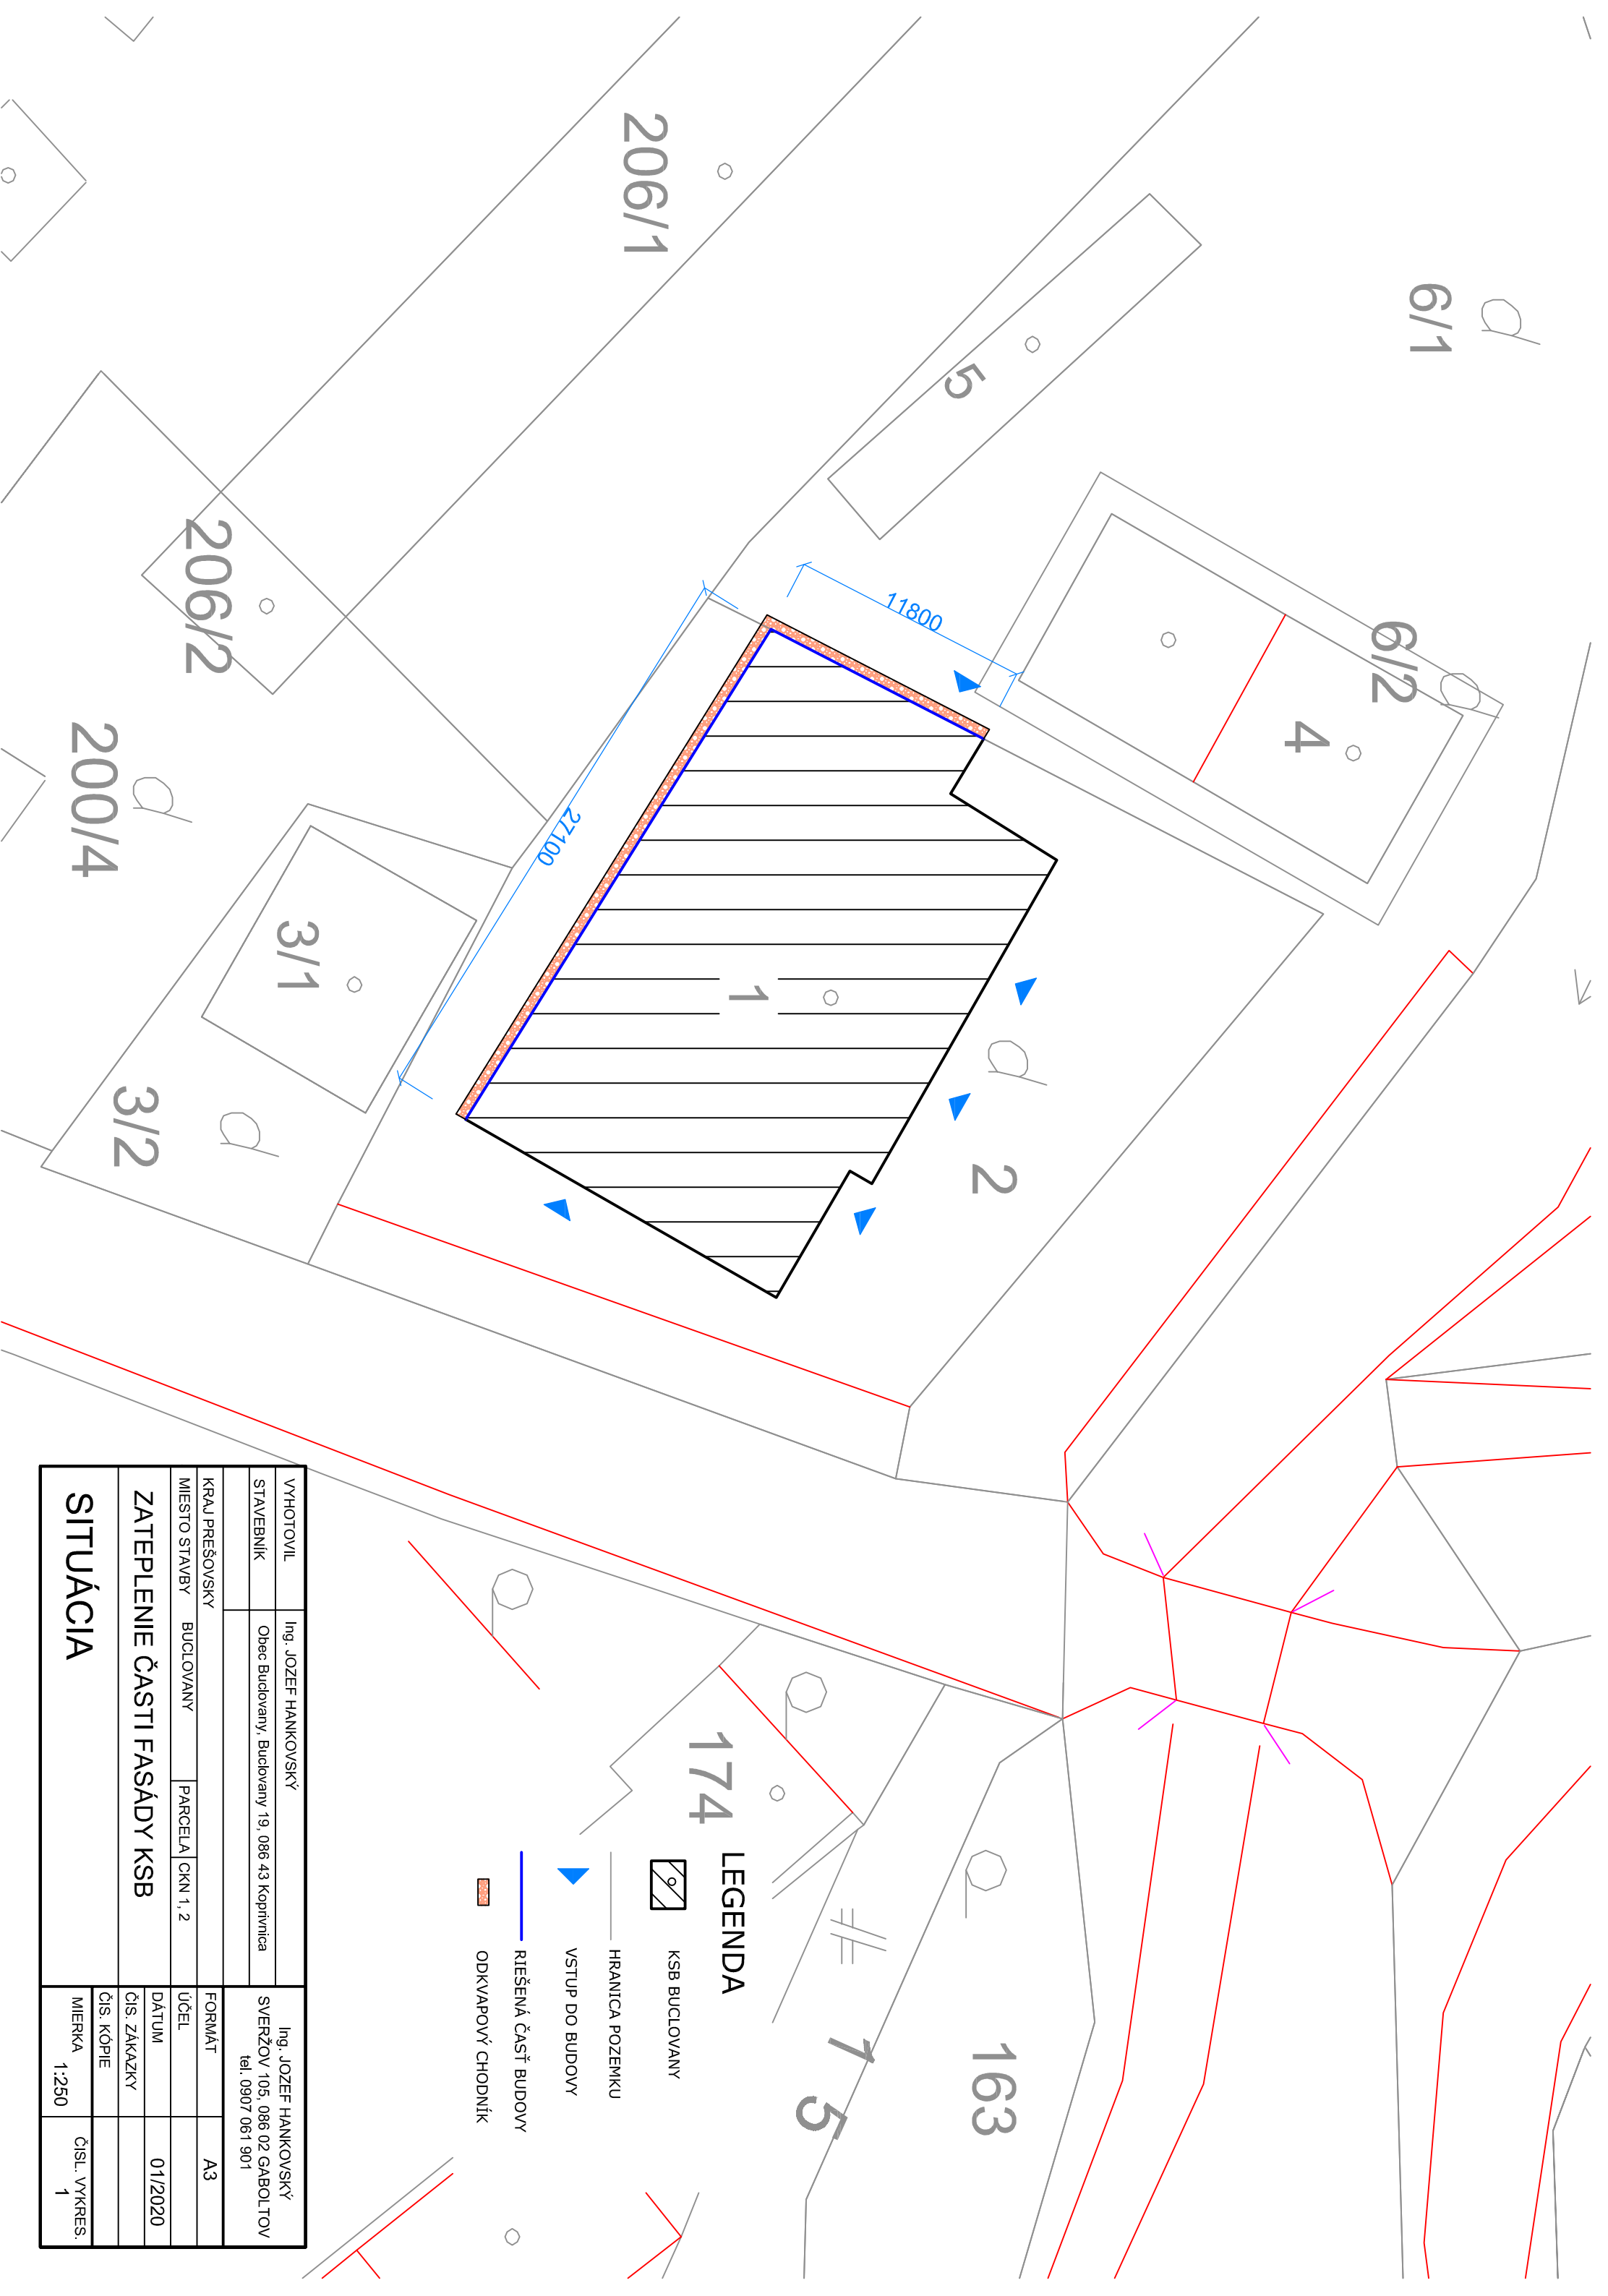 206/1
6/1
5
206/2
6/2
4
11800
200/4
27100
3/1
1
3/2
2
174
163
7
5
LEGENDA
KSB BUCLOVANY
HRANICA POZEMKU
VSTUP DO BUDOVY
RIEŠENÁ ČASŤ BUDOVY
ODKVAPOVÝ CHODNÍK
VYHOTOVIL Ing. JOZEF HANKOVSKÝ
STAVEBNÍK Obec Buclovany, Buclovany 19, 086 43 Koprivnica
KRAJ PREŠOVSKY
MIESTO STAVBY BUCLOVANY PARCELA CKN 1, 2
ZATEPLENIE ČASTI FASÁDY KSB
SITUÁCIA
Ing. JOZEF HANKOVSKÝ
SVERŽOV 105, 086 02 GABOLTOV
tel. 0907 061 901
FORMÁT A3
ÚČEL
DÁTUM 01/2020
ČIS. ZÁKAZKY
ČIS. KÓPIE
MIERKA 1:250
ČISL. VYKRES. 1